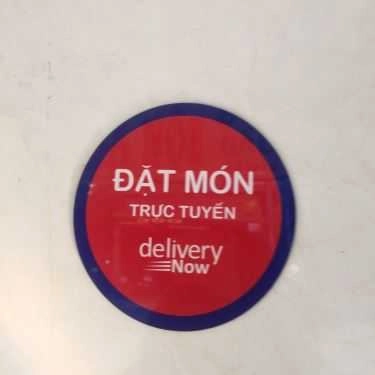 ĐẶT MÓN
TRỰC TUYẾN
delivery
Now